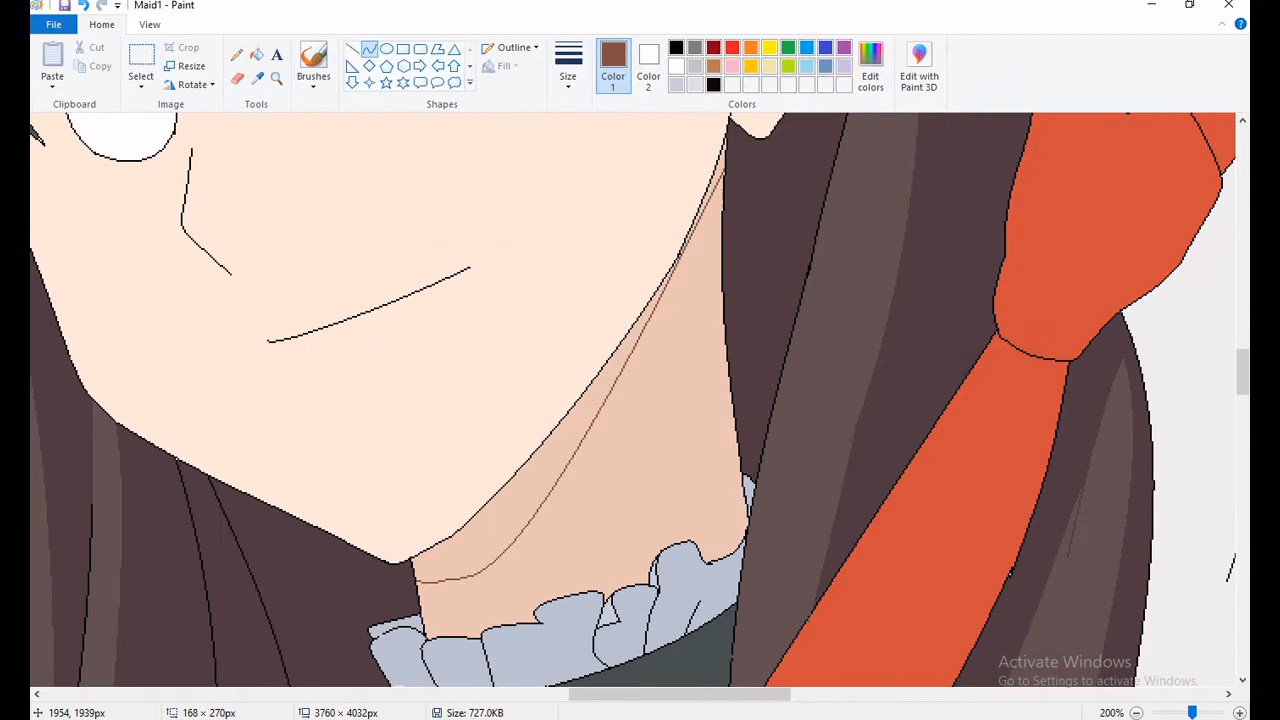 Maid1 - Paint
File Home View
Paste
Cut
Copy
Clipboard
Select
Crop
Resize
Rotate
Image
A
Tools
Brushes
Outline
Fill
Shapes
Size
Color 1
Color 2
Colors
Edit colors
Edit with Paint 3D
Activate Windows
Go to Settings to activate Windows.
1954, 1939px
168 × 270px
3760 × 4032px
Size: 727.0KB
200%